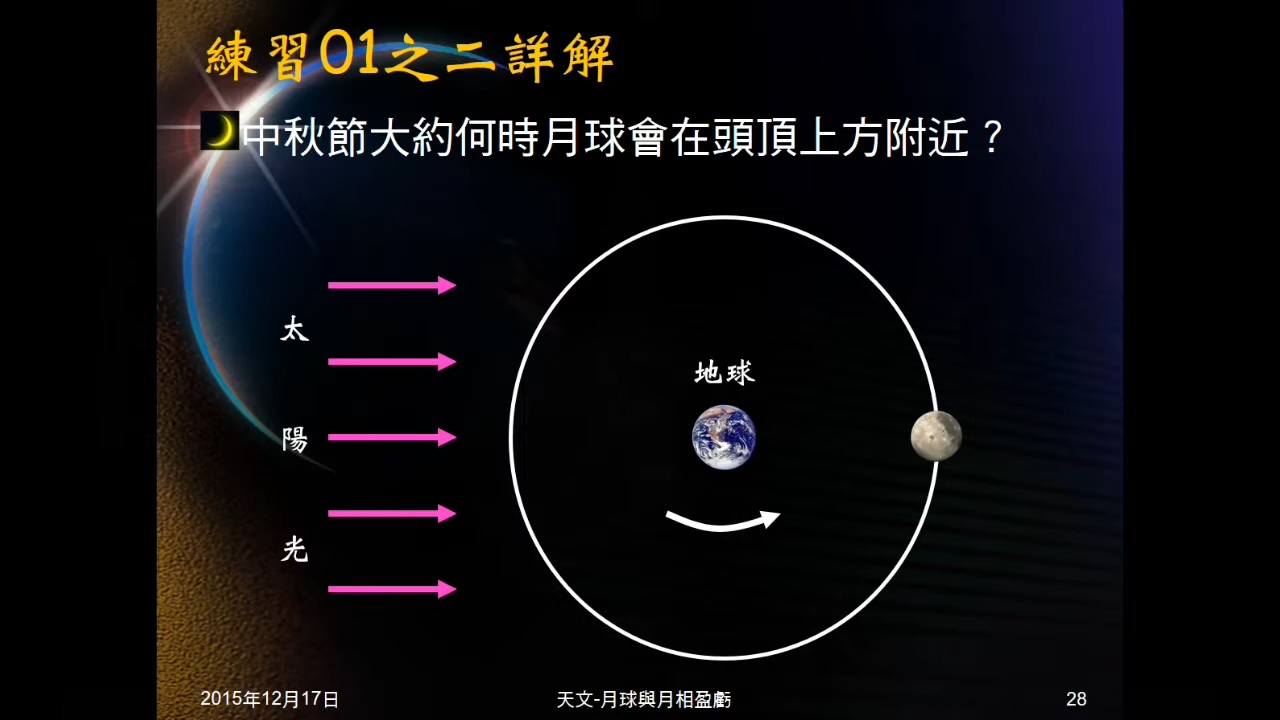 練習01之二詳解
中秋節大約何時月球會在頭頂上方附近？
太
陽
光
地球
2015年12月17日
天文-月球與月相盈虧
28